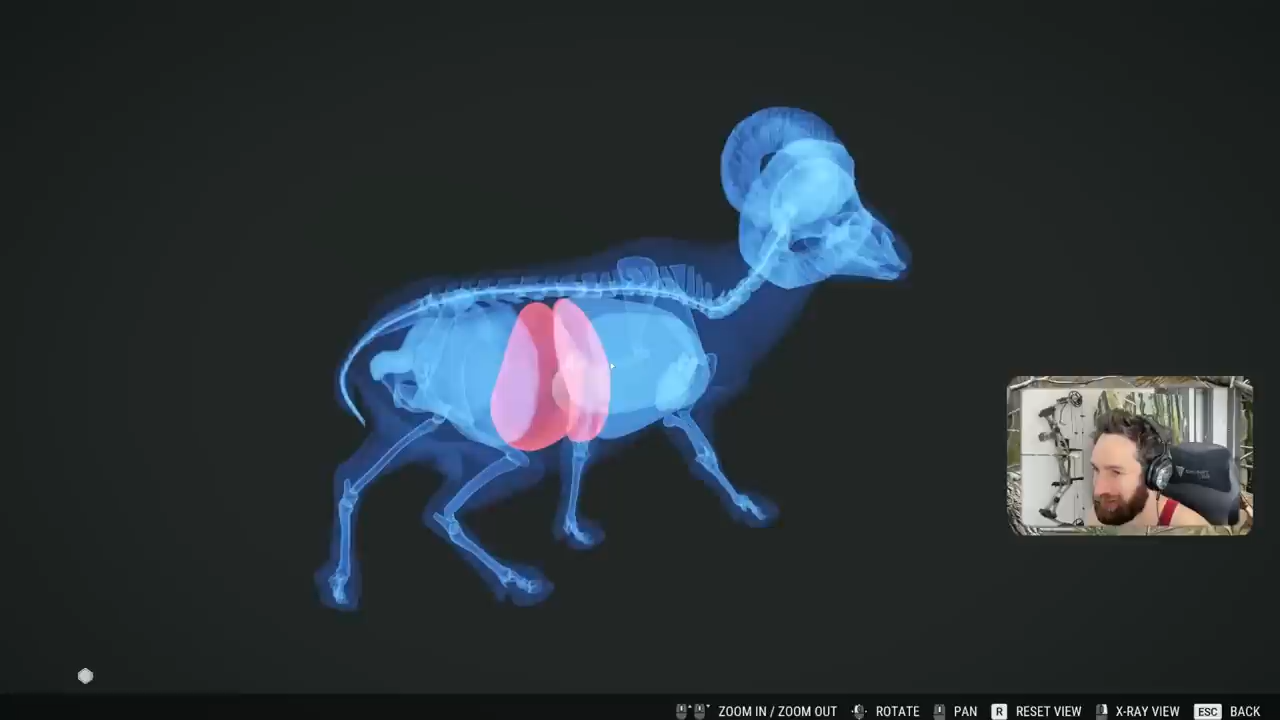 ZOOM IN / ZOOM OUT ROTATE PAN R RESET VIEW X-RAY VIEW ESC BACK